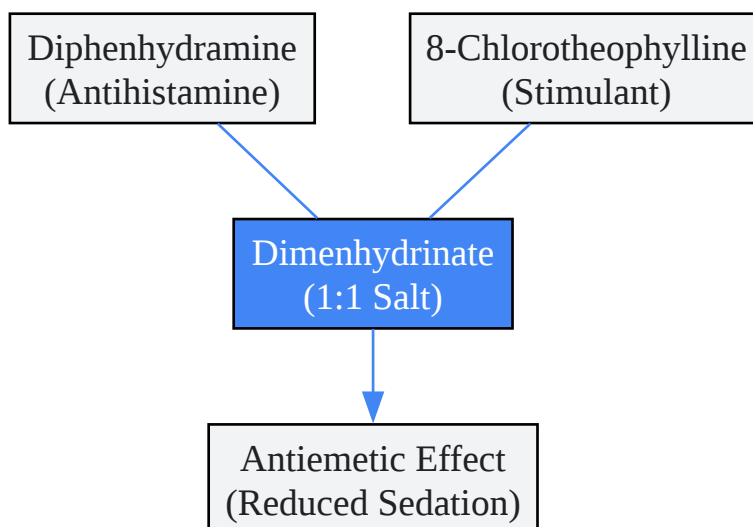 Diphenhydramine
(Antihistamine)
8-Chlorotheophylline
(Stimulant)
Dimenhydrinate
(1:1 Salt)
Antiemetic Effect
(Reduced Sedation)